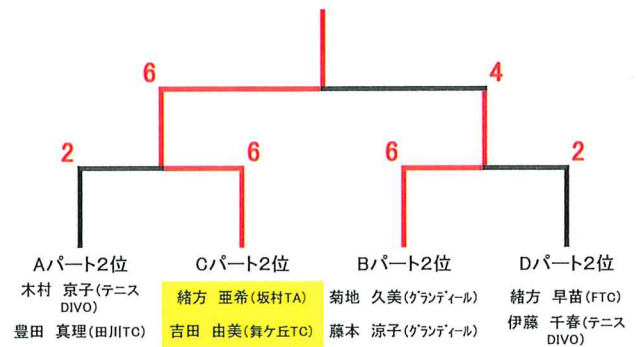 6 4
2 6 6 2
Aパート2位 Cパート2位 Bパート2位 Dパート2位
木村 京子(テニス
DIVO)
豊田 真理(田川TC)
緒方 亜希(坂村TA)
吉田 由美(舞ケ丘TC)
菊地 久美(グランディール)
藤本 涼子(グランディール)
緒方 早苗(FTC)
伊藤 千春(テニス
DIVO)